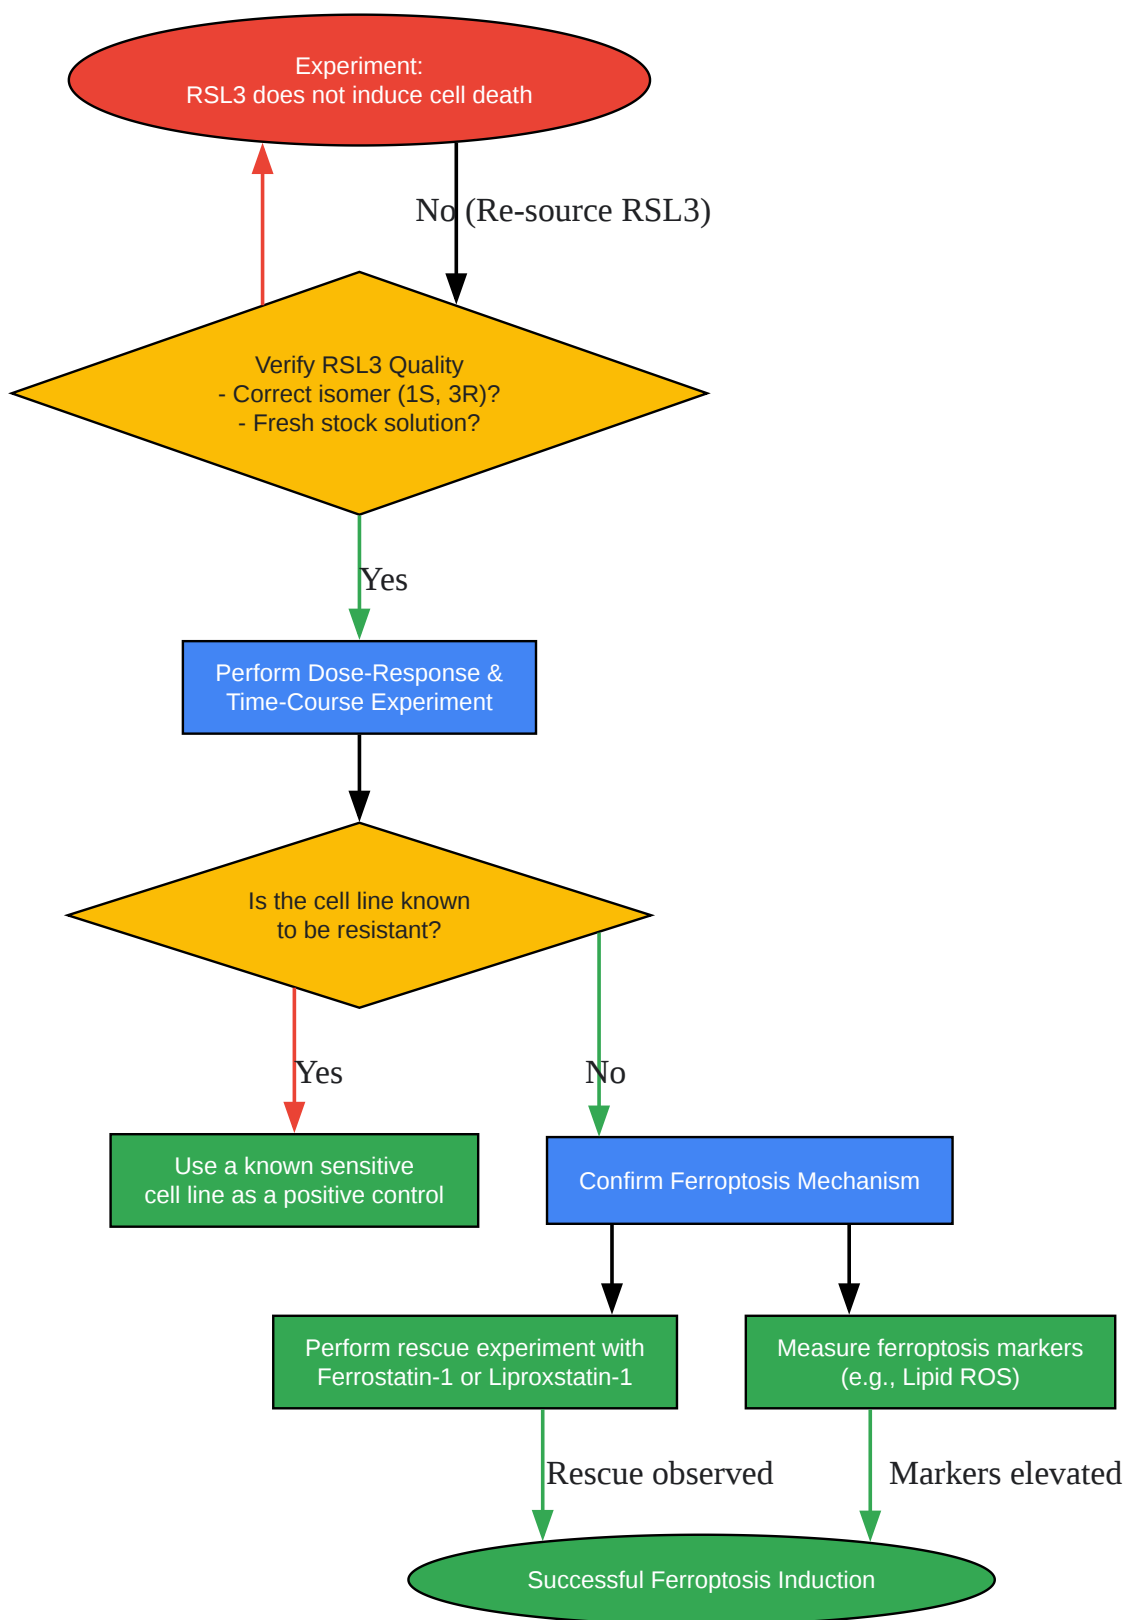 Experiment:
RSL3 does not induce cell death
No (Re-source RSL3)
Verify RSL3 Quality
- Correct isomer (1S, 3R)?
- Fresh stock solution?
Yes
Perform Dose-Response &
Time-Course Experiment
Is the cell line known
to be resistant?
Yes
No
Use a known sensitive
cell line as a positive control
Confirm Ferroptosis Mechanism
Perform rescue experiment with
Ferrostatin-1 or Liproxstatin-1
Measure ferroptosis markers
(e.g., Lipid ROS)
Rescue observed
Markers elevated
Successful Ferroptosis Induction